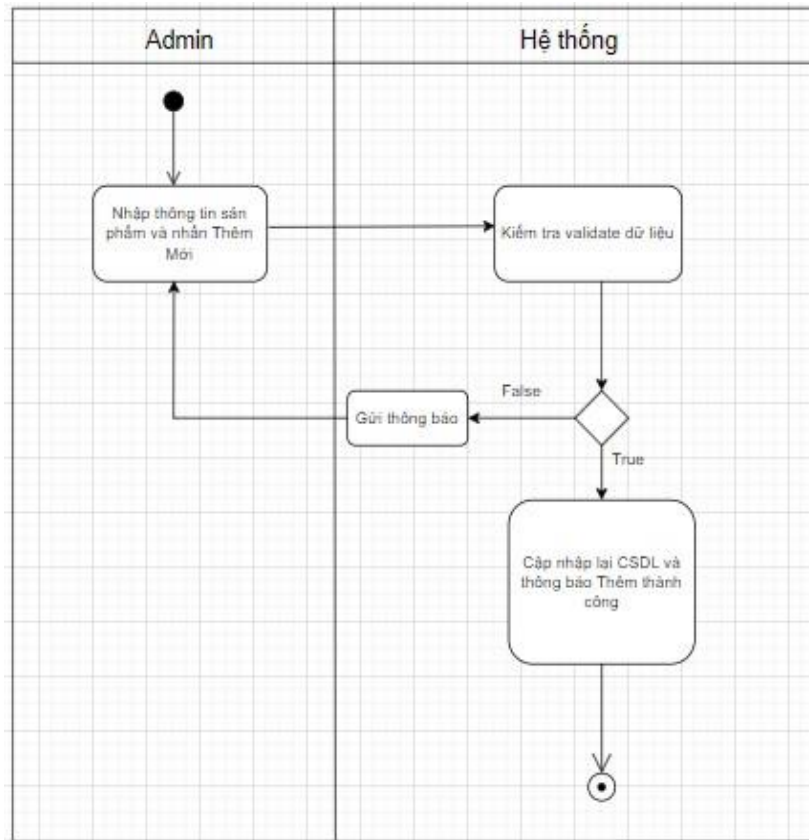 Admin
Hệ thống
Nhập thông tin sản
phẩm và nhấn Thêm
Mới
Kiểm tra validate dữ liệu
False
Gửi thông báo
True
Cập nhập lại CSDL và
thông báo Thêm thành
công